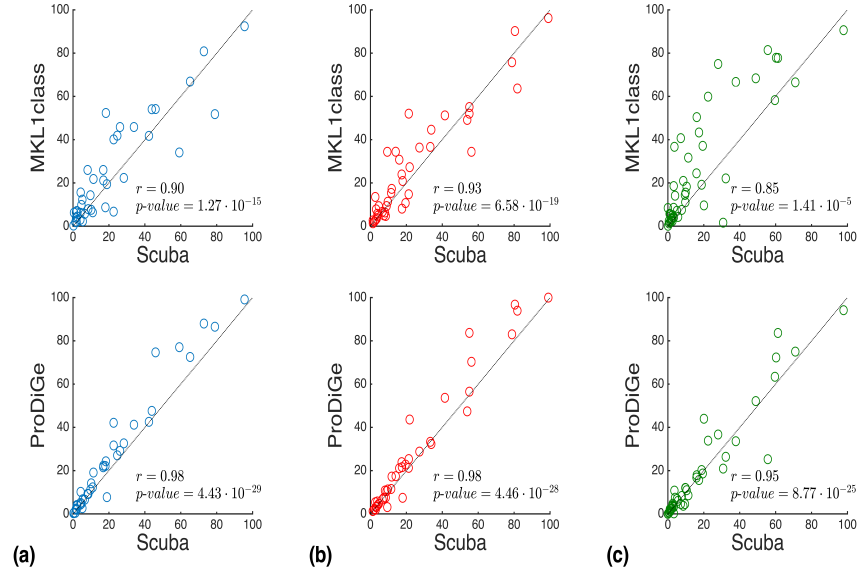 100
80
60
40
20
0
MKL1class
r = 0.90
p-value = 1.27 · 10⁻¹⁵
0 20 40 60 80 100
Scuba
100
80
60
40
20
0
MKL1class
r = 0.93
p-value = 6.58 · 10⁻¹⁹
0 20 40 60 80 100
Scuba
100
80
60
40
20
0
MKL1class
r = 0.85
p-value = 1.41 · 10⁻⁵
0 20 40 60 80 100
Scuba
100
80
60
40
20
0
ProDiGe
r = 0.98
p-value = 4.43 · 10⁻²⁹
0 20 40 60 80 100
Scuba
(a)
100
80
60
40
20
0
ProDiGe
r = 0.98
p-value = 4.46 · 10⁻²⁸
0 20 40 60 80 100
Scuba
(b)
100
80
60
40
20
0
ProDiGe
r = 0.95
p-value = 8.77 · 10⁻²⁵
0 20 40 60 80 100
Scuba
(c)